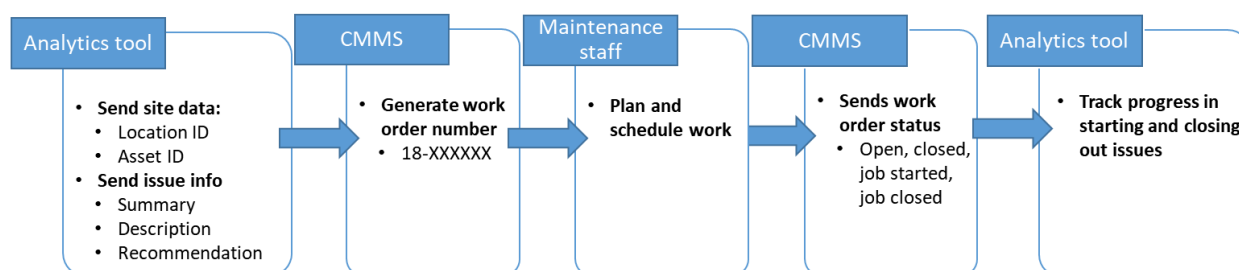 Analytics tool
• Send site data:
• Location ID
• Asset ID
• Send issue info
• Summary
• Description
• Recommendation
CMMS
• Generate work
order number
• 18-XXXXXX
Maintenance
staff
• Plan and
schedule work
CMMS
• Sends work
order status
• Open, closed,
job started,
job closed
Analytics tool
• Track progress in
starting and closing
out issues